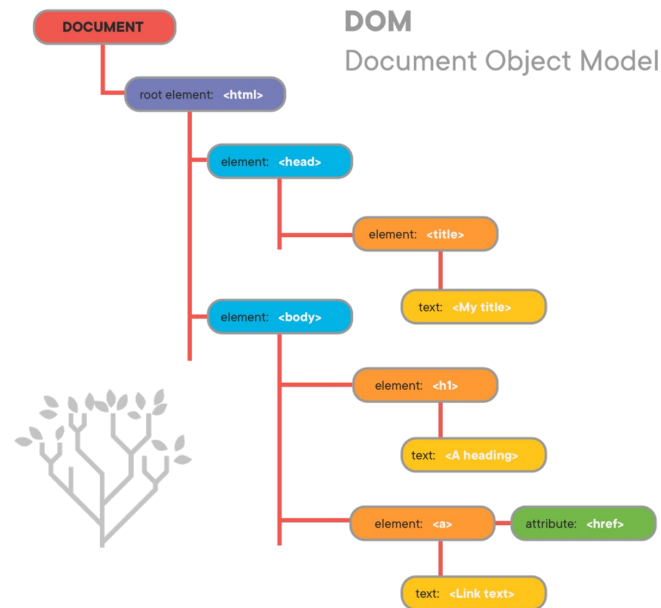 DOCUMENT
DOM
Document Object Model
root element: <html>
element: <head>
element: <title>
text: <My title>
element: <body>
element: <h1>
text: <A heading>
element: <a>
attribute: <href>
text: <Link text>